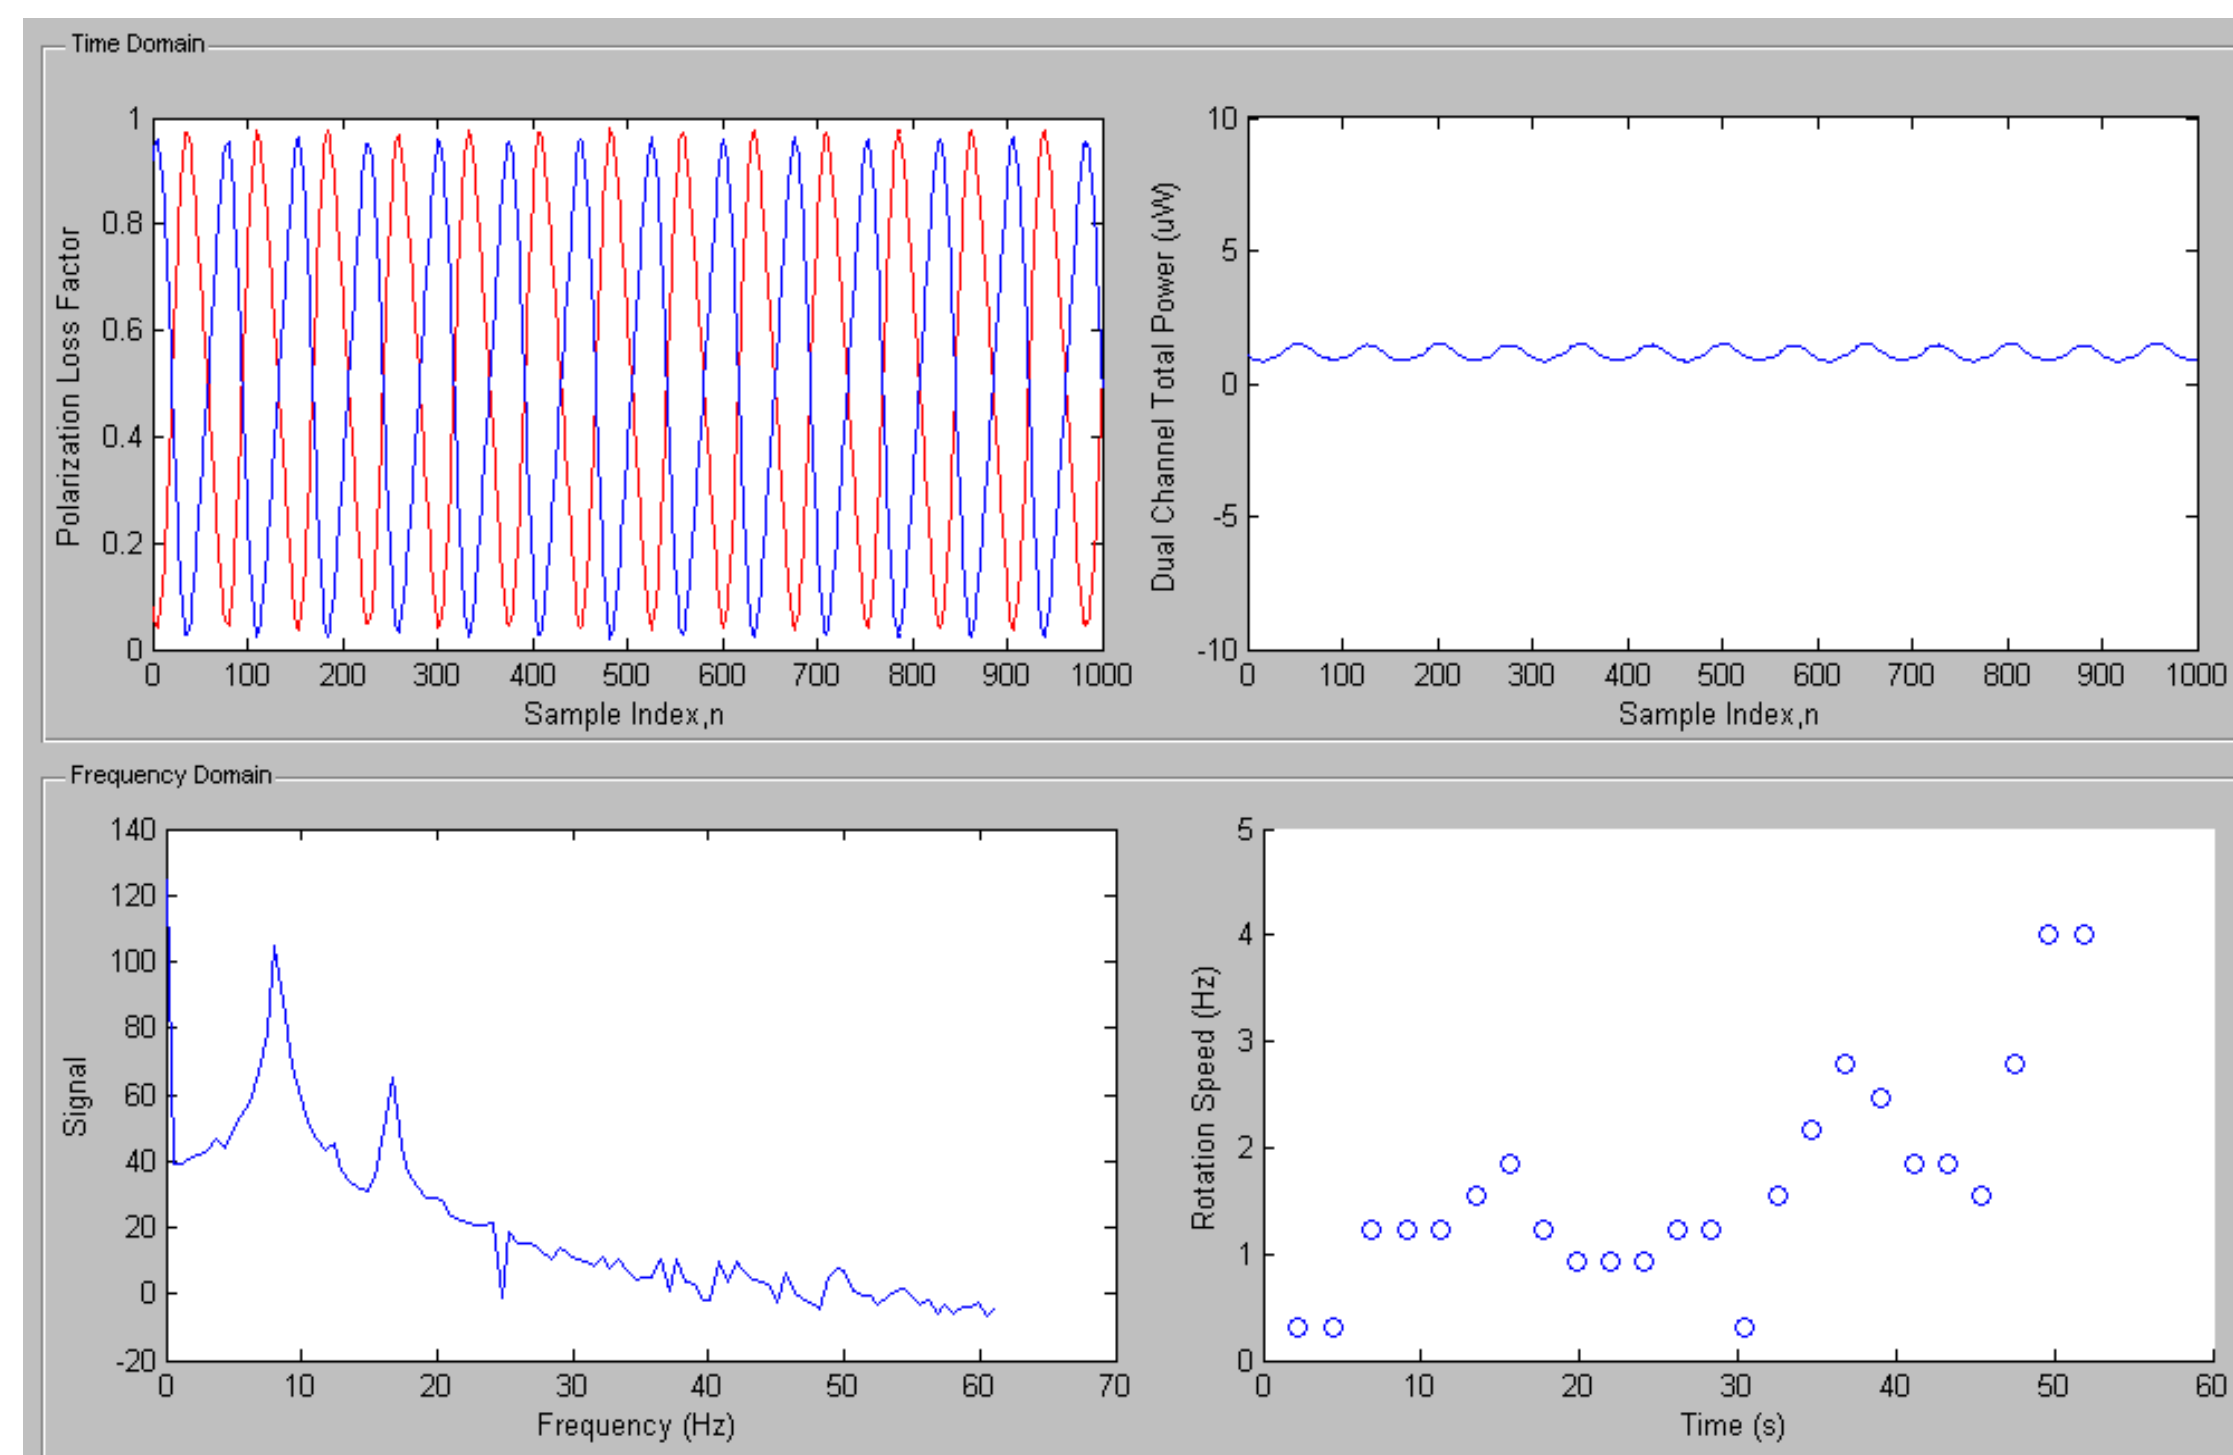 Time Domain
Polarization Loss Factor
1
0.8
0.6
0.4
0.2
0
0 100 200 300 400 500 600 700 800 900 1000
Sample Index,n
Dual Channel Total Power (uW)
10
5
0
-5
-10
0 100 200 300 400 500 600 700 800 900 1000
Sample Index,n
Frequency Domain
Signal
140
120
100
80
60
40
20
0
-20
0 10 20 30 40 50 60 70
Frequency (Hz)
Rotation Speed (Hz)
5
4
3
2
1
0
0 10 20 30 40 50 60
Time (s)